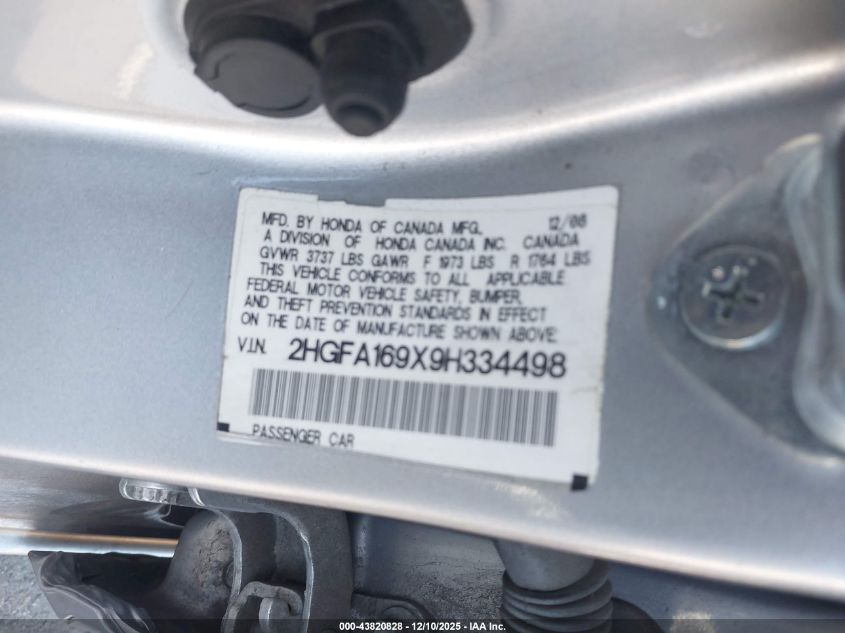 MFD. BY HONDA OF CANADA MFG. 12/08
A DIVISION OF HONDA CANADA INC. CANADA
GVWR 3737 LBS GAWR F 1973 LBS R 1764 LBS
THIS VEHICLE CONFORMS TO ALL APPLICABLE
FEDERAL MOTOR VEHICLE SAFETY, BUMPER,
AND THEFT PREVENTION STANDARDS IN EFFECT
ON THE DATE OF MANUFACTURE SHOWN ABOVE.
V.I.N. 2HGFA169X9H334498
PASSENGER CAR
000-43820828 - 12/10/2025 - IAA Inc.